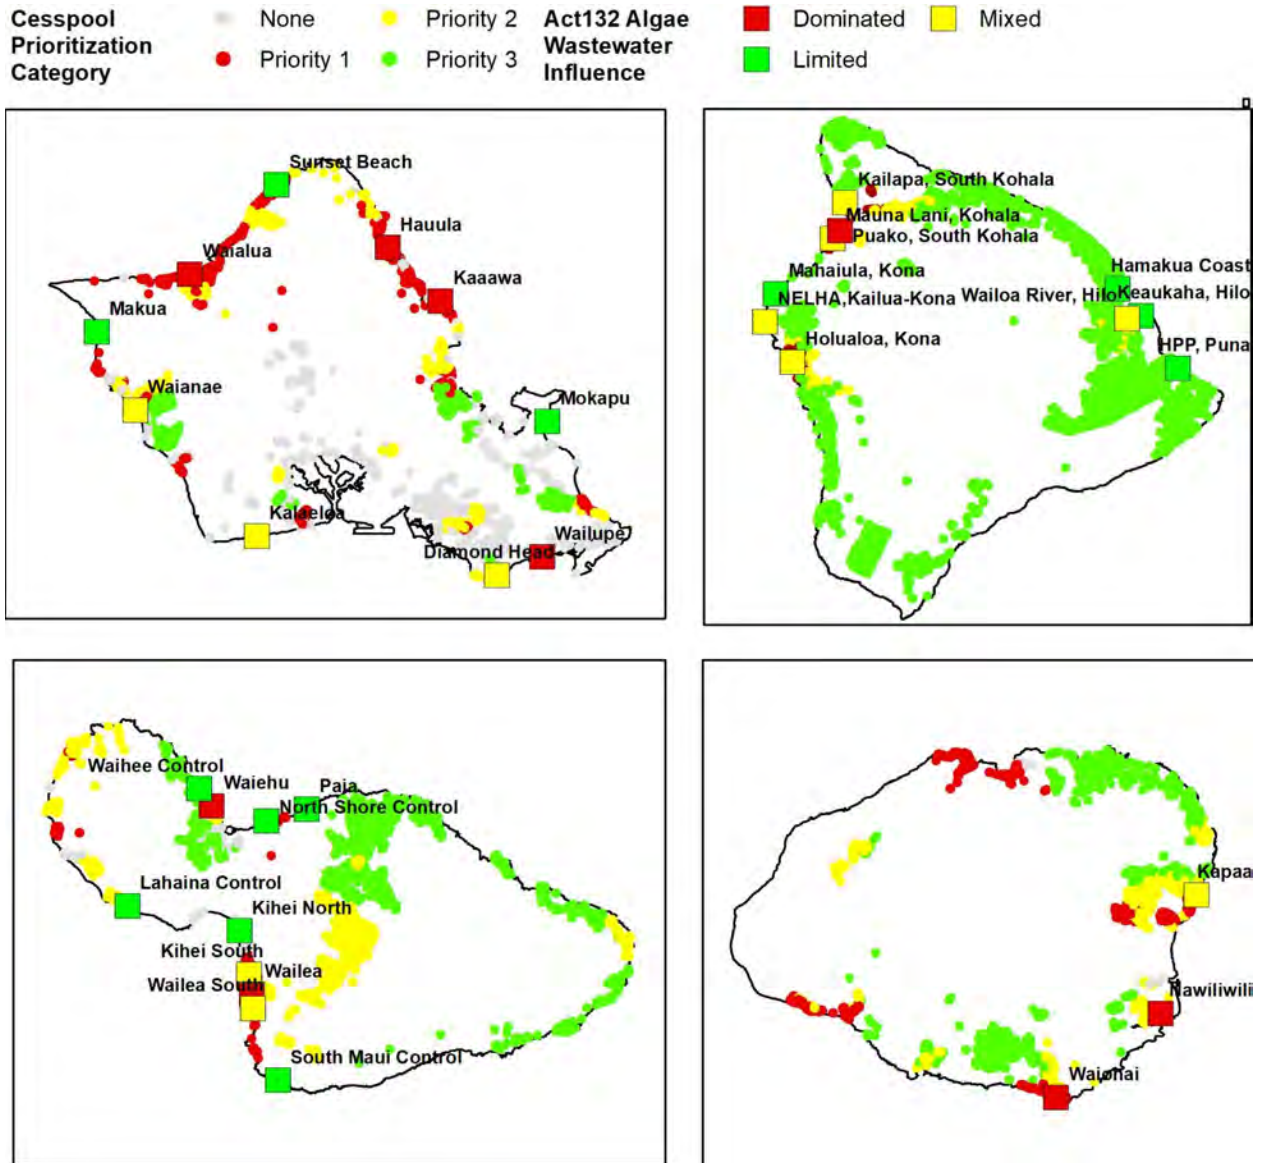 Cesspool
Prioritization
Category
None
Priority 1
Priority 2
Priority 3
Act132 Algae
Wastewater
Influence
Dominated
Limited
Mixed
Sunset Beach
Hauula
Waialua
Kaaawa
Makua
Waianae
Mokapu
Kalaeloa
Wailupe
Diamond Head
Kailapa, South Kohala
Mauna Lani, Kohala
Puako, South Kohala
Mahaiula, Kona
Hamakua Coast
NELHA,Kailua-Kona
Wailoa River, Hilo
Keaukaha, Hilo
Holualoa, Kona
HPP, Puna
Waihee Control
Waiehu
Paia
North Shore Control
Lahaina Control
Kihei North
Kihei South
Wailea
Wailea South
South Maui Control
Kapaa
Nawiliwili
Waiohai